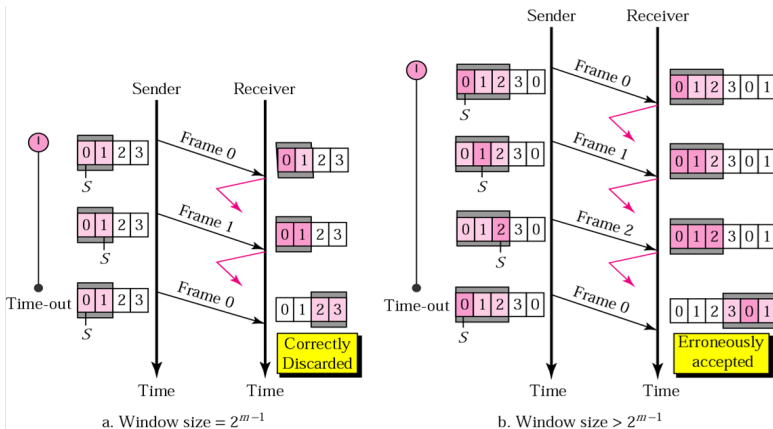 Sender Receiver
0 1 2 3
S
Frame 0
0 1 2 3
0 1 2 3
S
Frame 1
0 1 2 3
Time-out
0 1 2 3
S
Frame 0
0 1 2 3
Correctly
Discarded
Time Time
a. Window size = 2^{m−1}
Sender Receiver
0 1 2 3 0
S
Frame 0
0 1 2 3 0 1
0 1 2 3 0
S
Frame 1
0 1 2 3 0 1
0 1 2 3 0
S
Frame 2
0 1 2 3 0 1
Time-out
0 1 2 3 0
S
Frame 0
0 1 2 3 0 1
Erroneously
accepted
Time Time
b. Window size > 2^{m−1}